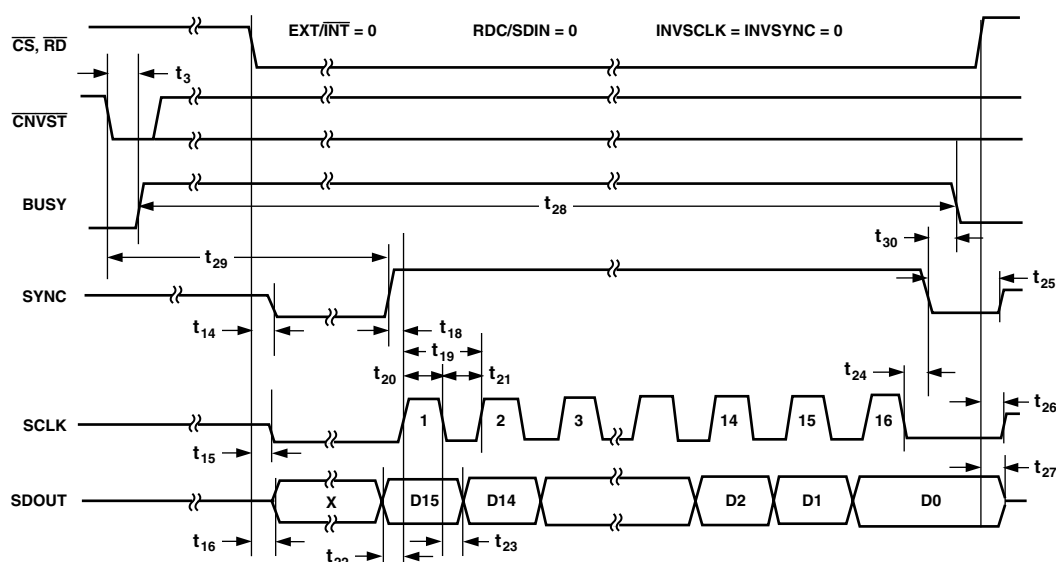 EXT/INT = 0 RDC/SDIN = 0 INVSCLK = INVSYNC = 0
CS, RD
t3
CNVST
BUSY
t28
t30
t29
t25
SYNC
t14
t18
t19
t20
t21
t24
t26
SCLK
1 2 3 14 15 16
t15
t27
SDOUT
X D15 D14 D2 D1 D0
t16
t23
t22